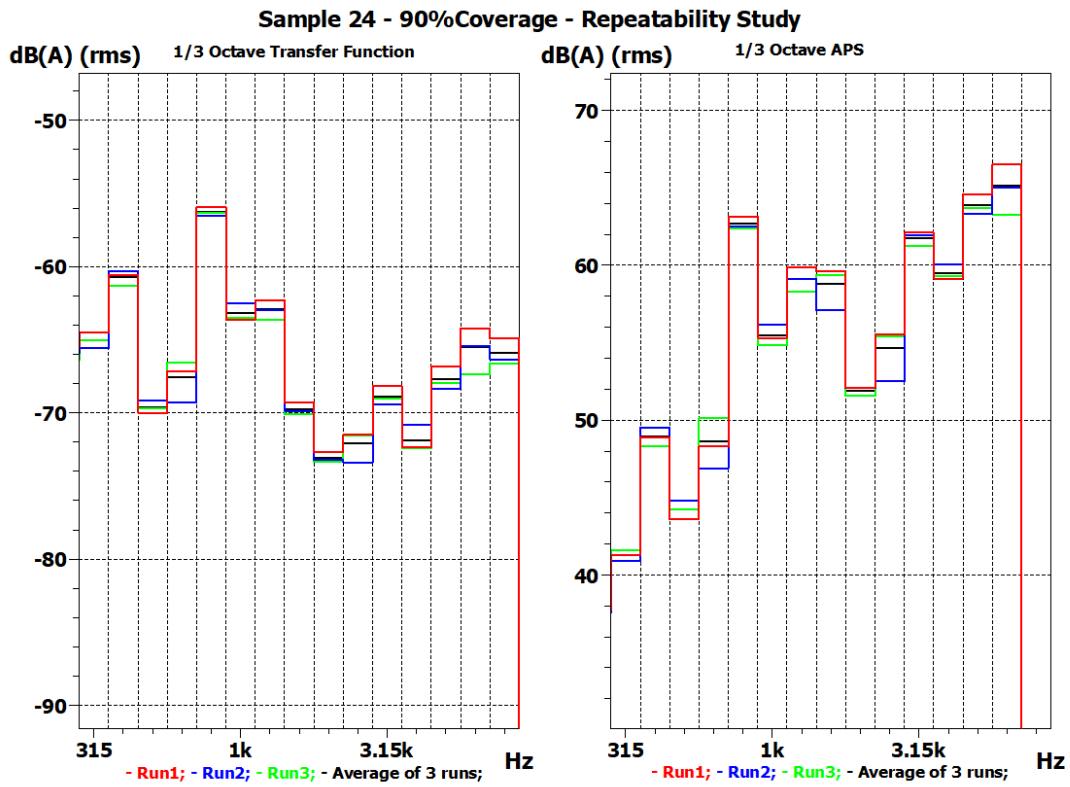 Sample 24 - 90%Coverage - Repeatability Study
dB(A) (rms) 1/3 Octave Transfer Function
-50
-60
-70
-80
-90
315 1k 3.15k Hz
- Run1; - Run2; - Run3; - Average of 3 runs;
dB(A) (rms) 1/3 Octave APS
70
60
50
40
315 1k 3.15k Hz
- Run1; - Run2; - Run3; - Average of 3 runs;